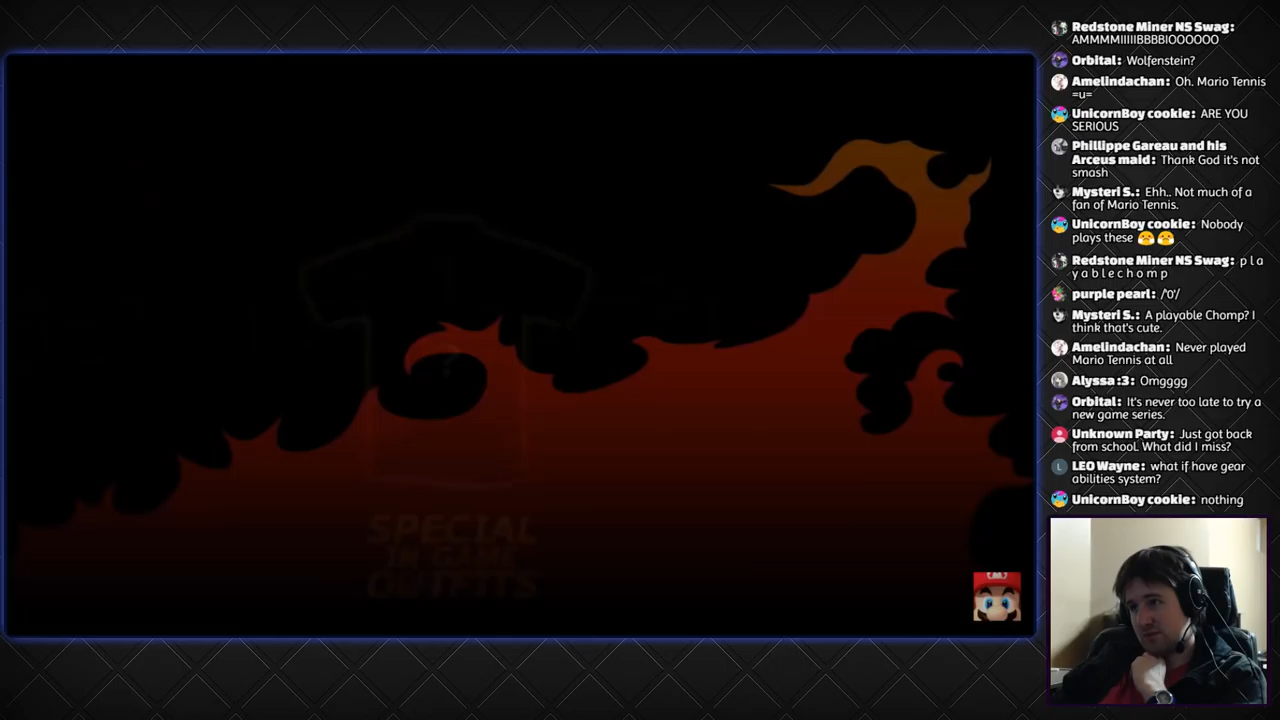 SPECIAL
IN GAME
OUTFITS
Redstone Miner NS Swag:
AMMMMIIIIIBBBBIOOOOOO
Orbital: Wolfenstein?
Amelindachan: Oh. Mario Tennis
=u=
UnicornBoy cookie: ARE YOU
SERIOUS
Phillippe Gareau and his
Arceus maid: Thank God it's not
smash
Mysteri S.: Ehh.. Not much of a
fan of Mario Tennis.
UnicornBoy cookie: Nobody
plays these 😤😤
Redstone Miner NS Swag: p l a
y a b l e c h o m p
purple pearl: /'0'/
Mysteri S.: A playable Chomp? I
think that's cute.
Amelindachan: Never played
Mario Tennis at all
Alyssa :3: Omgggg
Orbital: It's never too late to try a
new game series.
Unknown Party: Just got back
from school. What did I miss?
L
LEO Wayne: what if have gear
abilities system?
UnicornBoy cookie: nothing